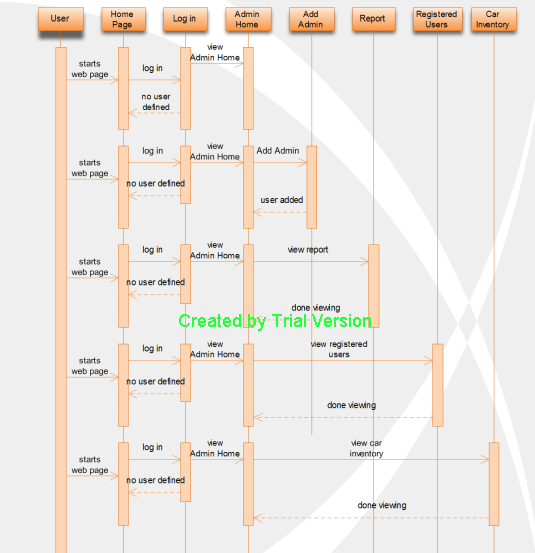 User
Home
Page
Log in
Admin
Home
Add
Admin
Report
Registered
Users
Car
Inventory
view
Admin Home
starts
web page
log in
no user
defined
starts
web page
log in
view
Admin Home
Add Admin
no user defined
user added
starts
web page
log in
view
Admin Home
view report
no user defined
done viewing
Created by Trial Version
starts
web page
log in
view
Admin Home
view registered
users
no user defined
done viewing
starts
web page
log in
view
Admin Home
view car
inventory
no user defined
done viewing